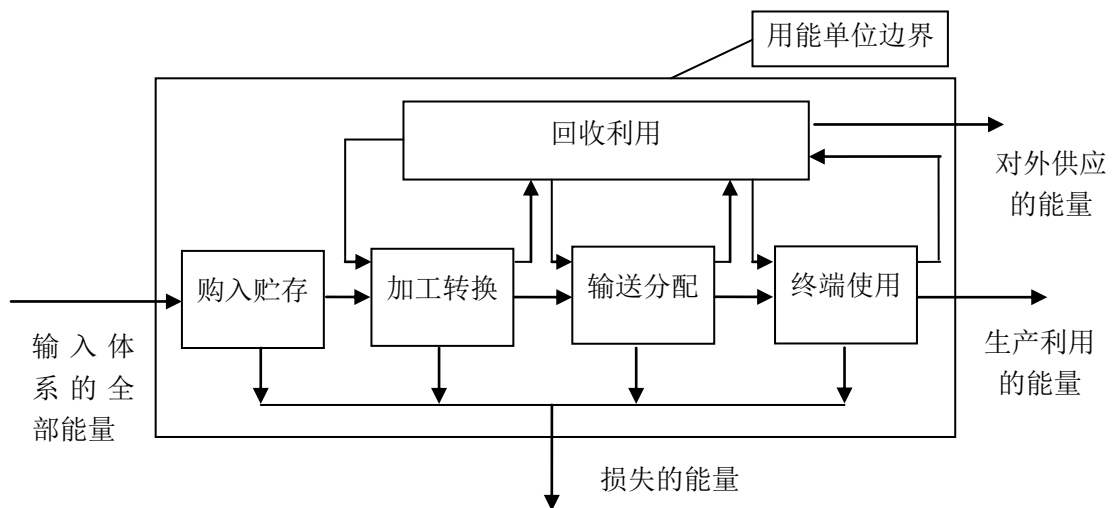 用能单位边界
回收利用
对外供应
的能量
购入贮存
加工转换
输送分配
终端使用
输入体
系的全
部能量
生产利用
的能量
损失的能量